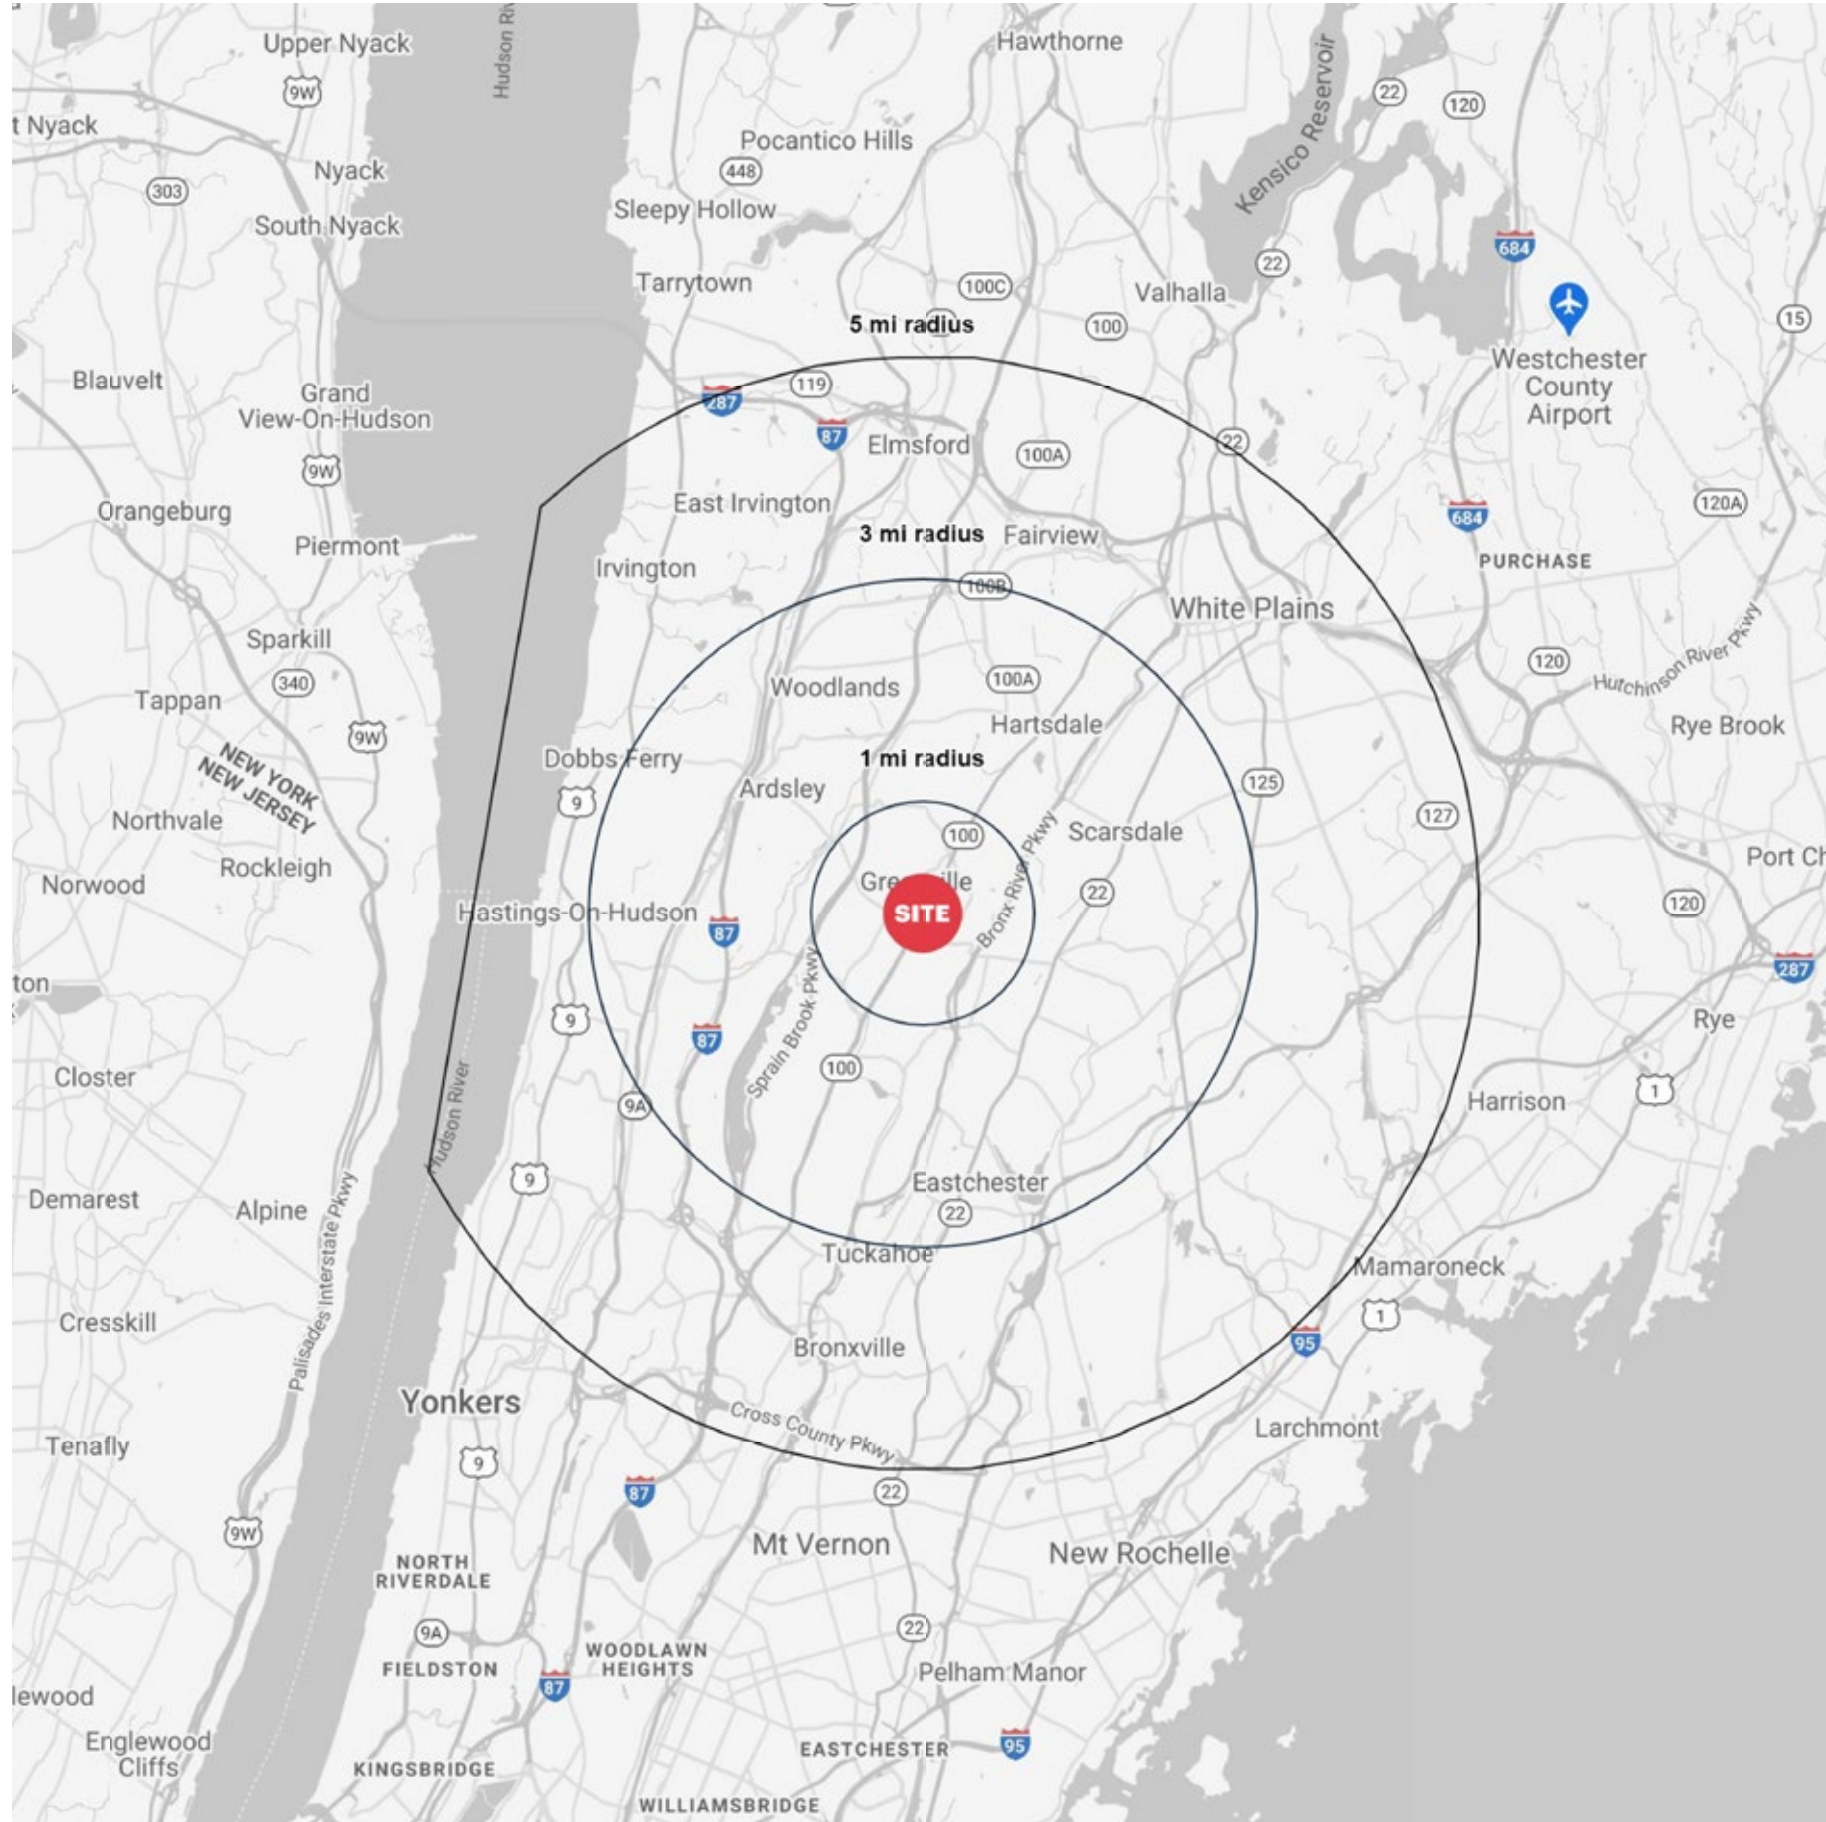 Upper Nyack
Hudson Riv
Hawthorne
9W
22
120
t Nyack
Pocantico Hills
Kensico Reservoir
Nyack
448
303
Sleepy Hollow
South Nyack
684
22
Tarrytown
100C
Valhalla
15
5 mi radius
100
Westchester
County
Airport
Blauvelt
119
Grand
View-On-Hudson
287
87
Elmsford
22
100A
9W
East Irvington
120A
Orangeburg
684
3 mi radius
Fairview
Piermont
PURCHASE
Irvington
100B
White Plains
Sparkill
Hutchinson River Pkwy
120
340
100A
Woodlands
Tappan
Hartsdale
Rye Brook
9W
NEW YORK
NEW JERSEY
1 mi radius
Dobbs Ferry
Ardsley
125
9
127
Northvale
100
Scarsdale
Port Ch
Rockleigh
Norwood
Bronx River Pkwy
22
120
SITE
Hastings-On-Hudson
87
287
ton
Sprain Brook Pkwy
9
Rye
87
100
Closter
Hudson River
1
9A
Harrison
9
Eastchester
Demarest
Alpine
22
Palisades Interstate Pkwy
Tuckahoe
Mamaroneck
Cresskill
1
95
Bronxville
Yonkers
Cross County Pkwy
Larchmont
Tenafly
9
87
22
9W
Mt Vernon
New Rochelle
NORTH
RIVERDALE
9A
22
WOODLAWN
HEIGHTS
FIELDSTON
Pelham Manor
87
lewood
Englewood
Cliffs
95
EASTCHESTER
KINGSBRIDGE
WILLIAMSBRIDGE